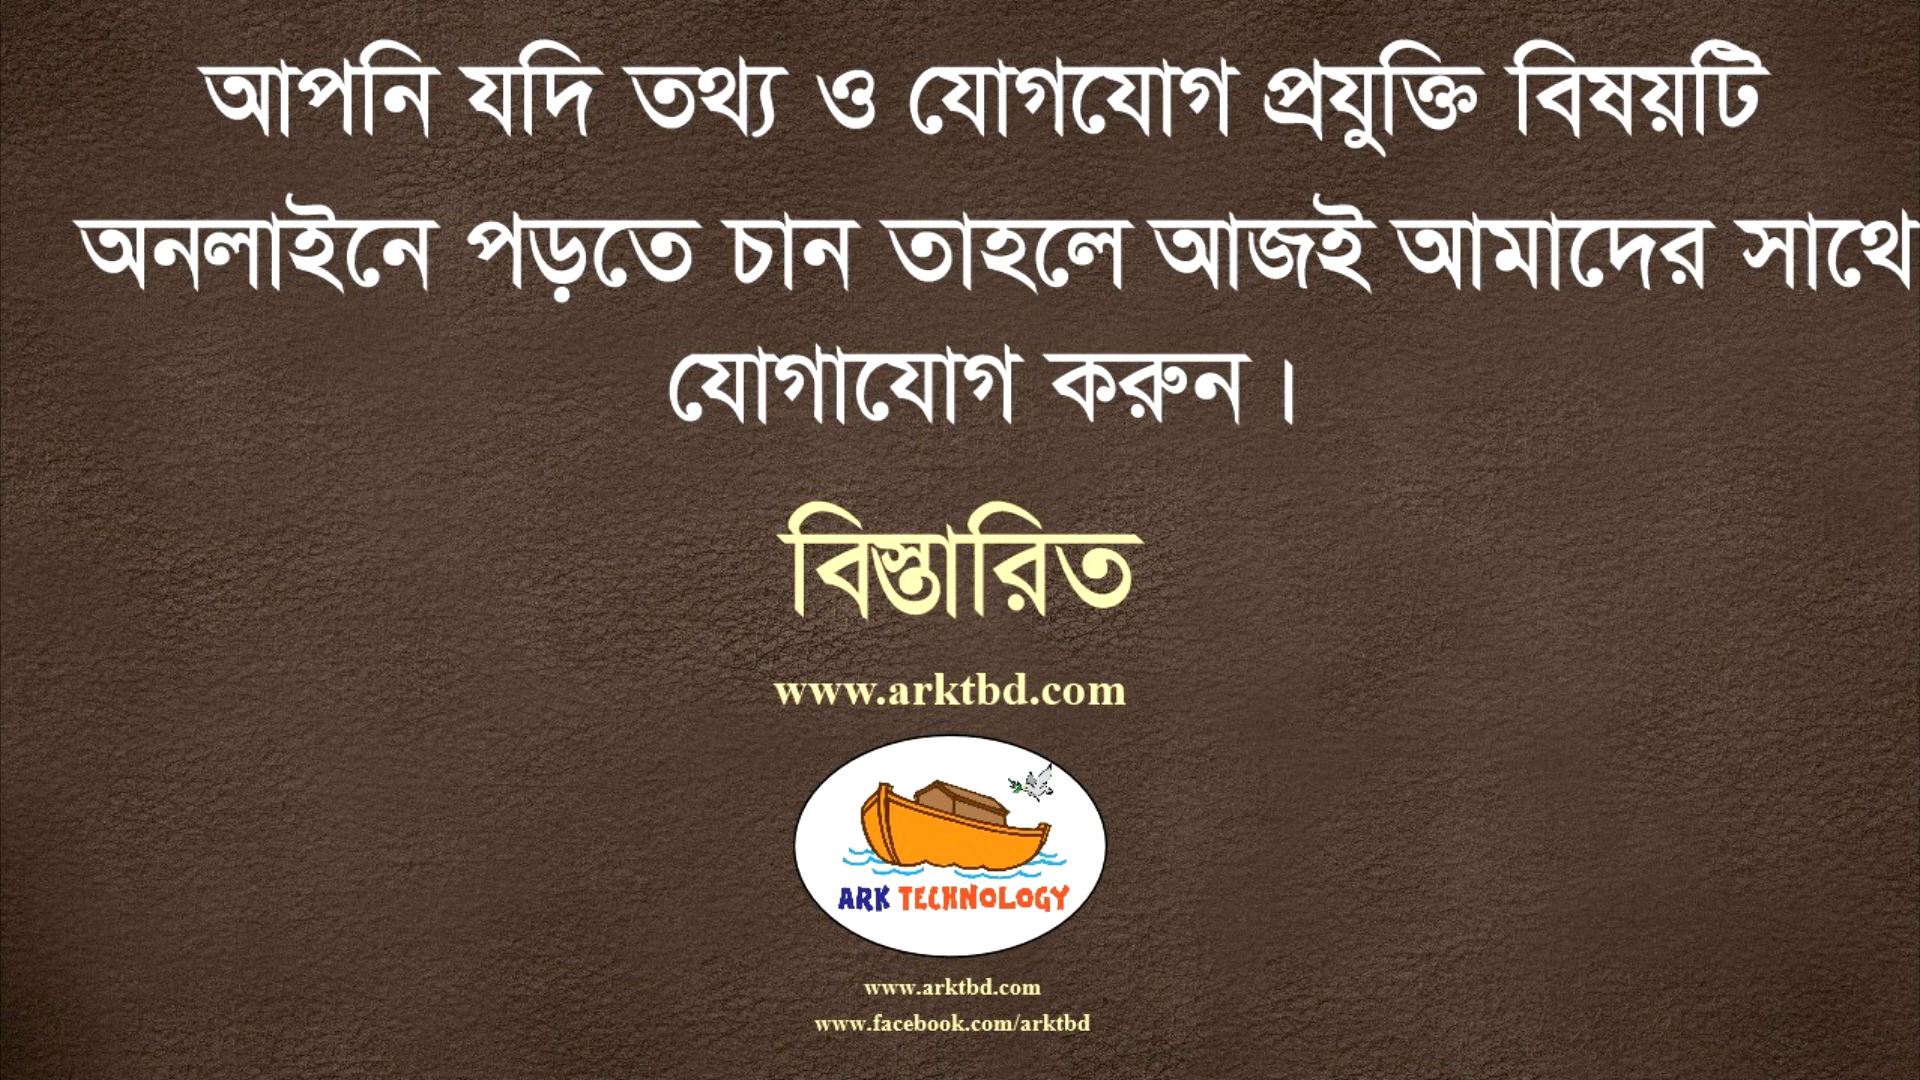 আপনি যদি তথ্য ও যোগযোগ প্রযুক্তি বিষয়টি
অনলাইনে পড়তে চান তাহলে আজই আমাদের সাথে
যোগাযোগ করুন।
বিস্তারিত
www.arktbd.com
ARK TECHNOLOGY
www.arktbd.com
www.facebook.com/arktbd